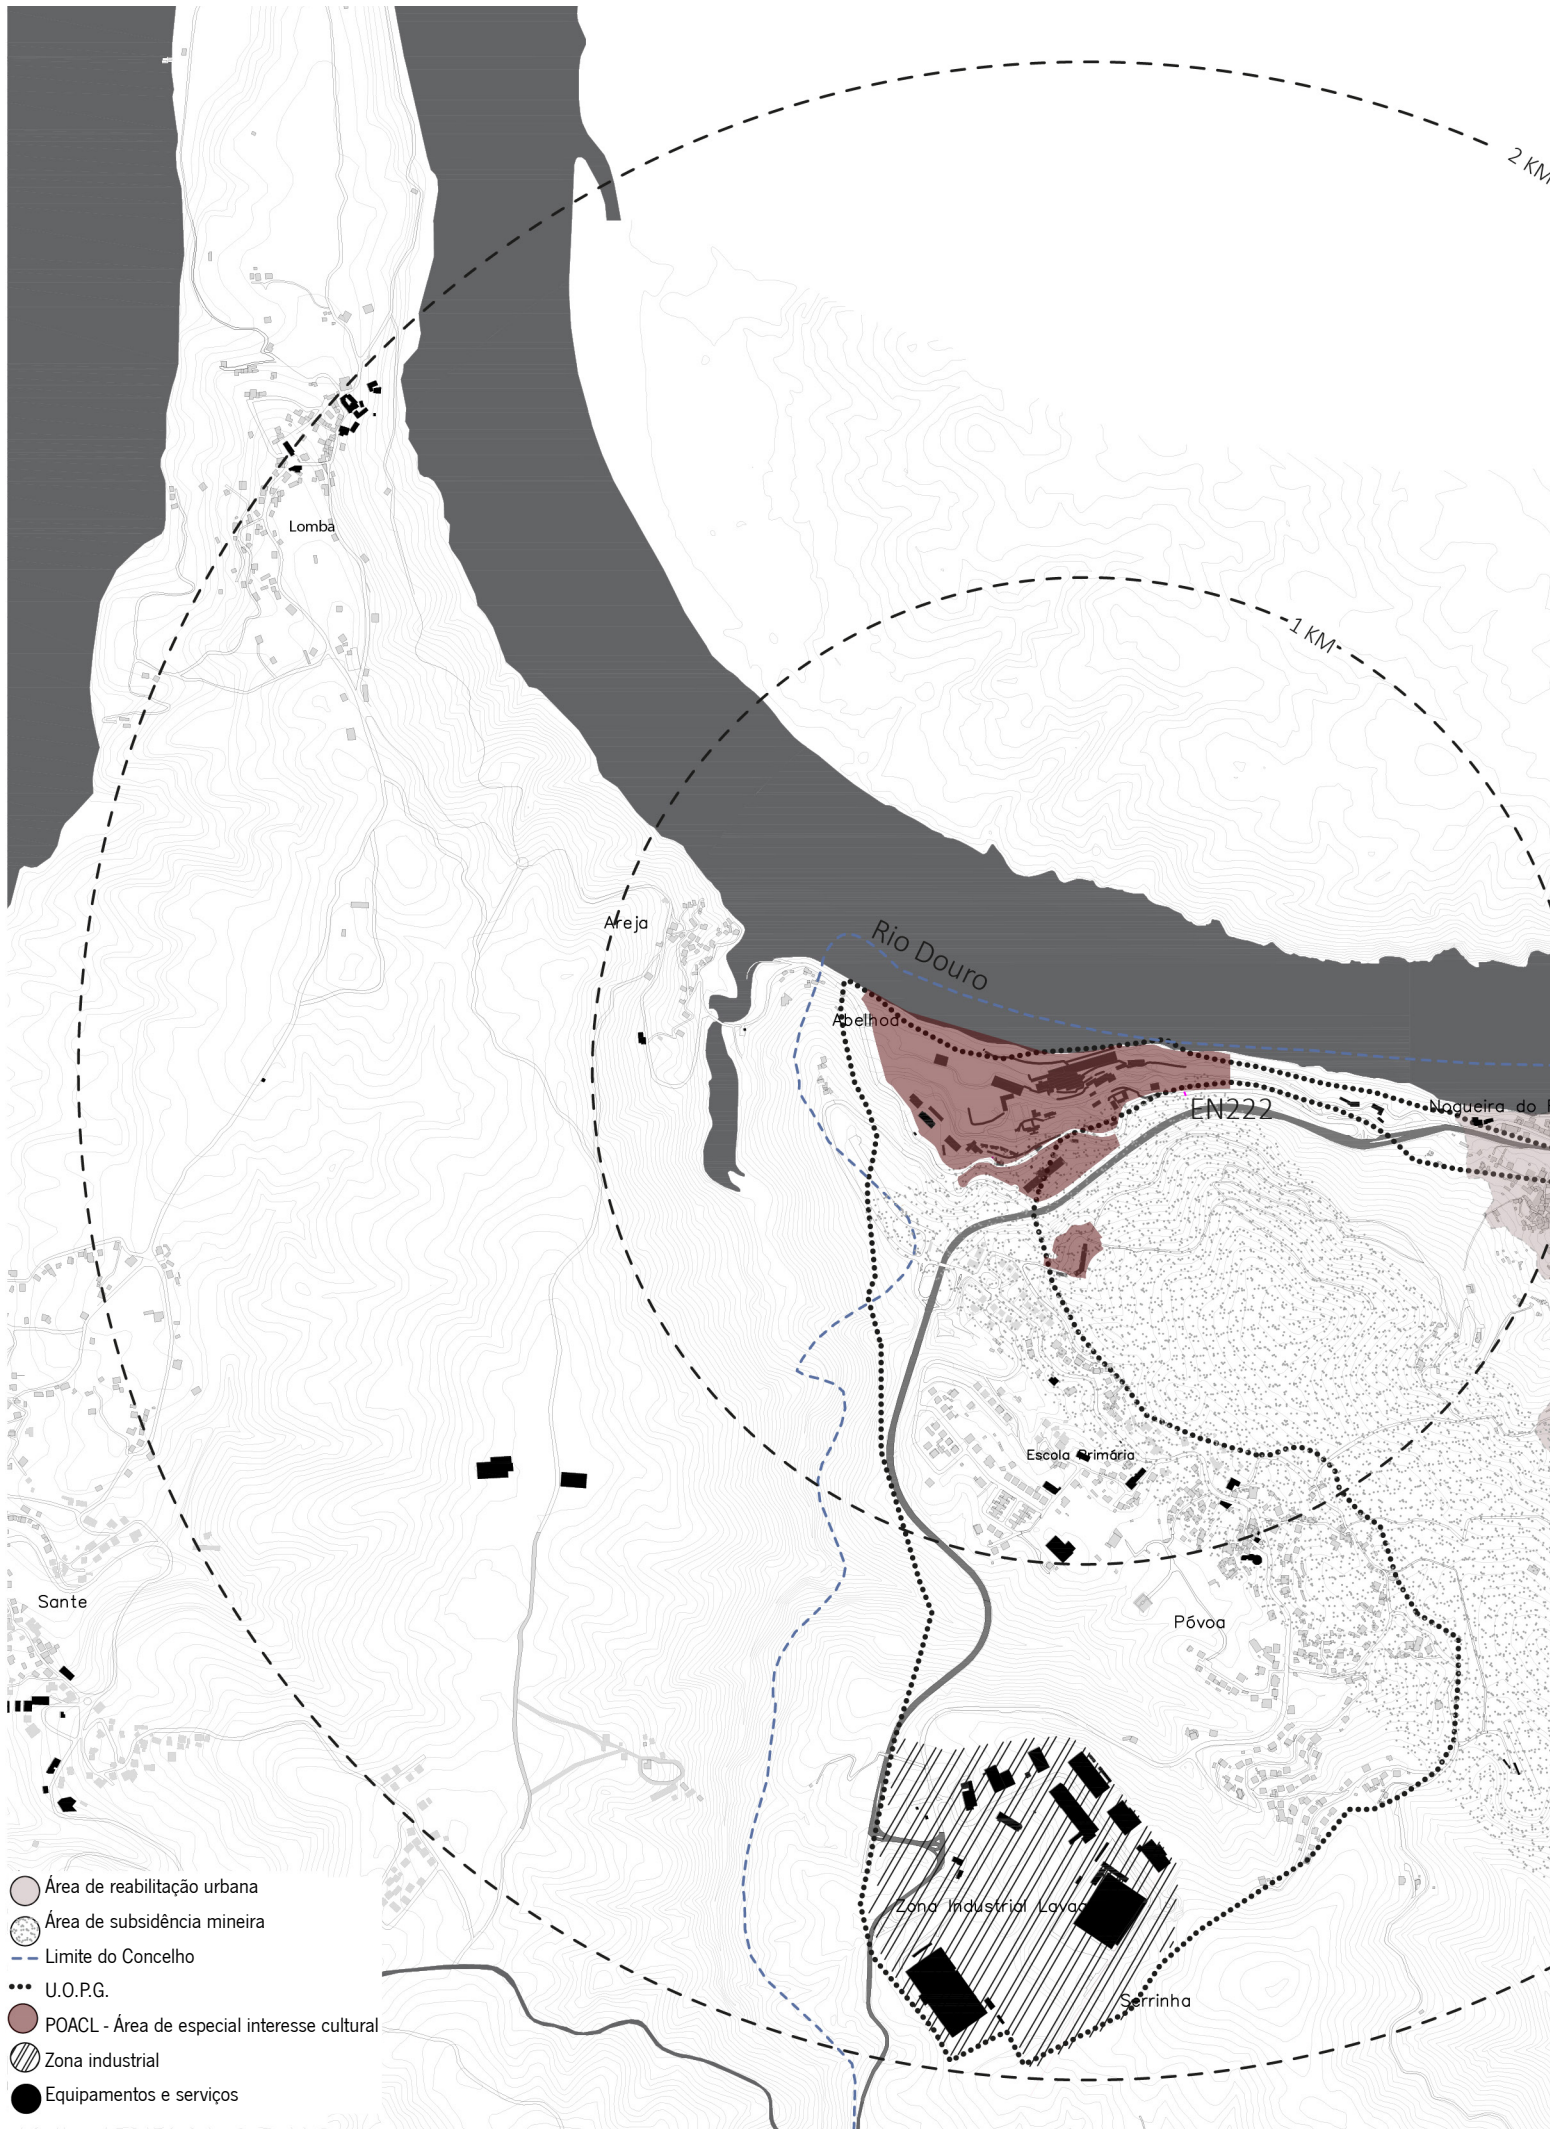 2 KM
Lomba
1 KM
Areja
Rio Douro
Abelhoa
EN222
Nogueira do
Escola Primária
Sante
Póvoa
Zona Industrial Lavag
Serrinha
Área de reabilitação urbana
Área de subsidência mineira
Limite do Concelho
U.O.P.G.
POACL - Área de especial interesse cultural
Zona industrial
Equipamentos e serviços